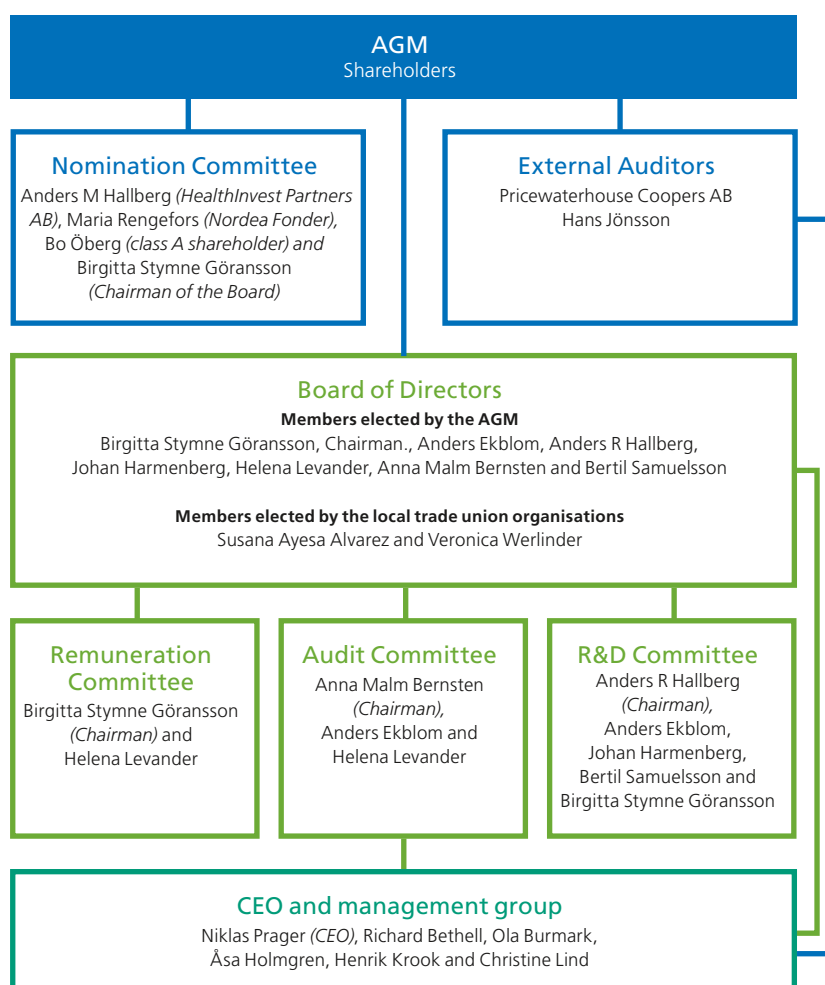 AGM
Shareholders
Nomination Committee
Anders M Hallberg (HealthInvest Partners
AB), Maria Rengefors (Nordea Fonder),
Bo Öberg (class A shareholder) and
Birgitta Stymne Göransson
(Chairman of the Board)
External Auditors
Pricewaterhouse Coopers AB
Hans Jönsson
Board of Directors
Members elected by the AGM
Birgitta Stymne Göransson, Chairman., Anders Ekblom, Anders R Hallberg,
Johan Harmenberg, Helena Levander, Anna Malm Bernsten and Bertil Samuelsson
Members elected by the local trade union organisations
Susana Ayesa Alvarez and Veronica Werlinder
Remuneration
Committee
Birgitta Stymne Göransson
(Chairman) and
Helena Levander
Audit Committee
Anna Malm Bernsten
(Chairman),
Anders Ekblom and
Helena Levander
R&D Committee
Anders R Hallberg
(Chairman),
Anders Ekblom,
Johan Harmenberg,
Bertil Samuelsson and
Birgitta Stymne Göransson
CEO and management group
Niklas Prager (CEO), Richard Bethell, Ola Burmark,
Åsa Holmgren, Henrik Krook and Christine Lind